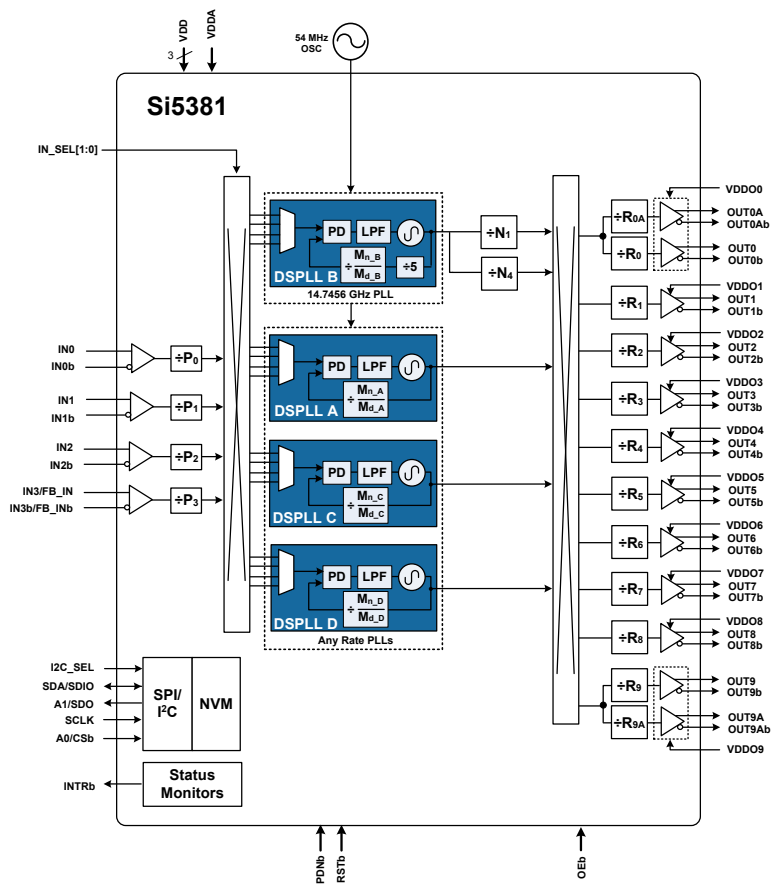 VDD
VDDA
3
54 MHz
OSC
Si5381
IN_SEL[1:0]
PD
LPF
÷ Mn_B
Md_B
÷5
DSPLL B
14.7456 GHz PLL
÷N1
÷N4
PD
LPF
÷ Mn_A
Md_A
DSPLL A
PD
LPF
÷ Mn_C
Md_C
DSPLL C
PD
LPF
÷ Mn_D
Md_D
DSPLL D
Any Rate PLLs
IN0
IN0b
÷P0
IN1
IN1b
÷P1
IN2
IN2b
÷P2
IN3/FB_IN
IN3b/FB_INb
÷P3
÷R0A
VDDO0
OUT0A
OUT0Ab
÷R0
OUT0
OUT0b
÷R1
VDDO1
OUT1
OUT1b
÷R2
VDDO2
OUT2
OUT2b
÷R3
VDDO3
OUT3
OUT3b
÷R4
VDDO4
OUT4
OUT4b
÷R5
VDDO5
OUT5
OUT5b
÷R6
VDDO6
OUT6
OUT6b
÷R7
VDDO7
OUT7
OUT7b
÷R8
VDDO8
OUT8
OUT8b
÷R9
OUT9
OUT9b
÷R9A
OUT9A
OUT9Ab
VDDO9
I2C_SEL
SDA/SDIO
A1/SDO
SCLK
A0/CSb
SPI/
I²C
NVM
INTRb
Status
Monitors
PDNb
RSTb
OEb